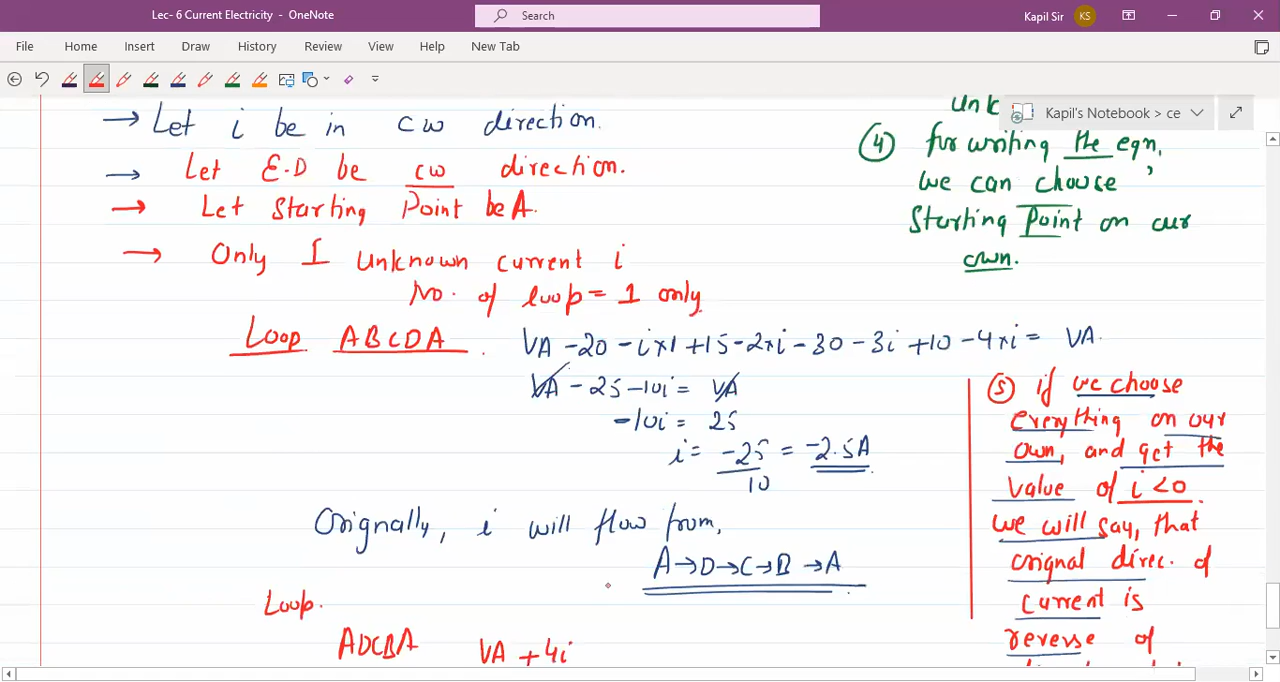 Lec- 6 Current Electricity - OneNote
Search
Kapil Sir
KS
File Home Insert Draw History Review View Help New Tab
Kapil's Notebook > ce
→ Let i be in cw direction.
→ Let E.D be cw direction.
→ Let Starting Point be A.
→ Only 1 unknown current i
No. of loop = 1 only.
Loop ABCDA.
VA -20 - i×1 +15 -2×i -30 -3i +10 -4×i = VA.
VA -25 -10i = VA
-10i = 25
i = -25/10 = -2.5A
Orignally, i will flow from,
A→D→C→B→A
Loop.
ADCBA VA + 4i
unk
④ for writing the eqn,
we can choose
Starting Point on our
own.
⑤ if we choose
everything on our
own, and get the
value of i<0.
we will say, that
orignal direc. of
current is
reverse of